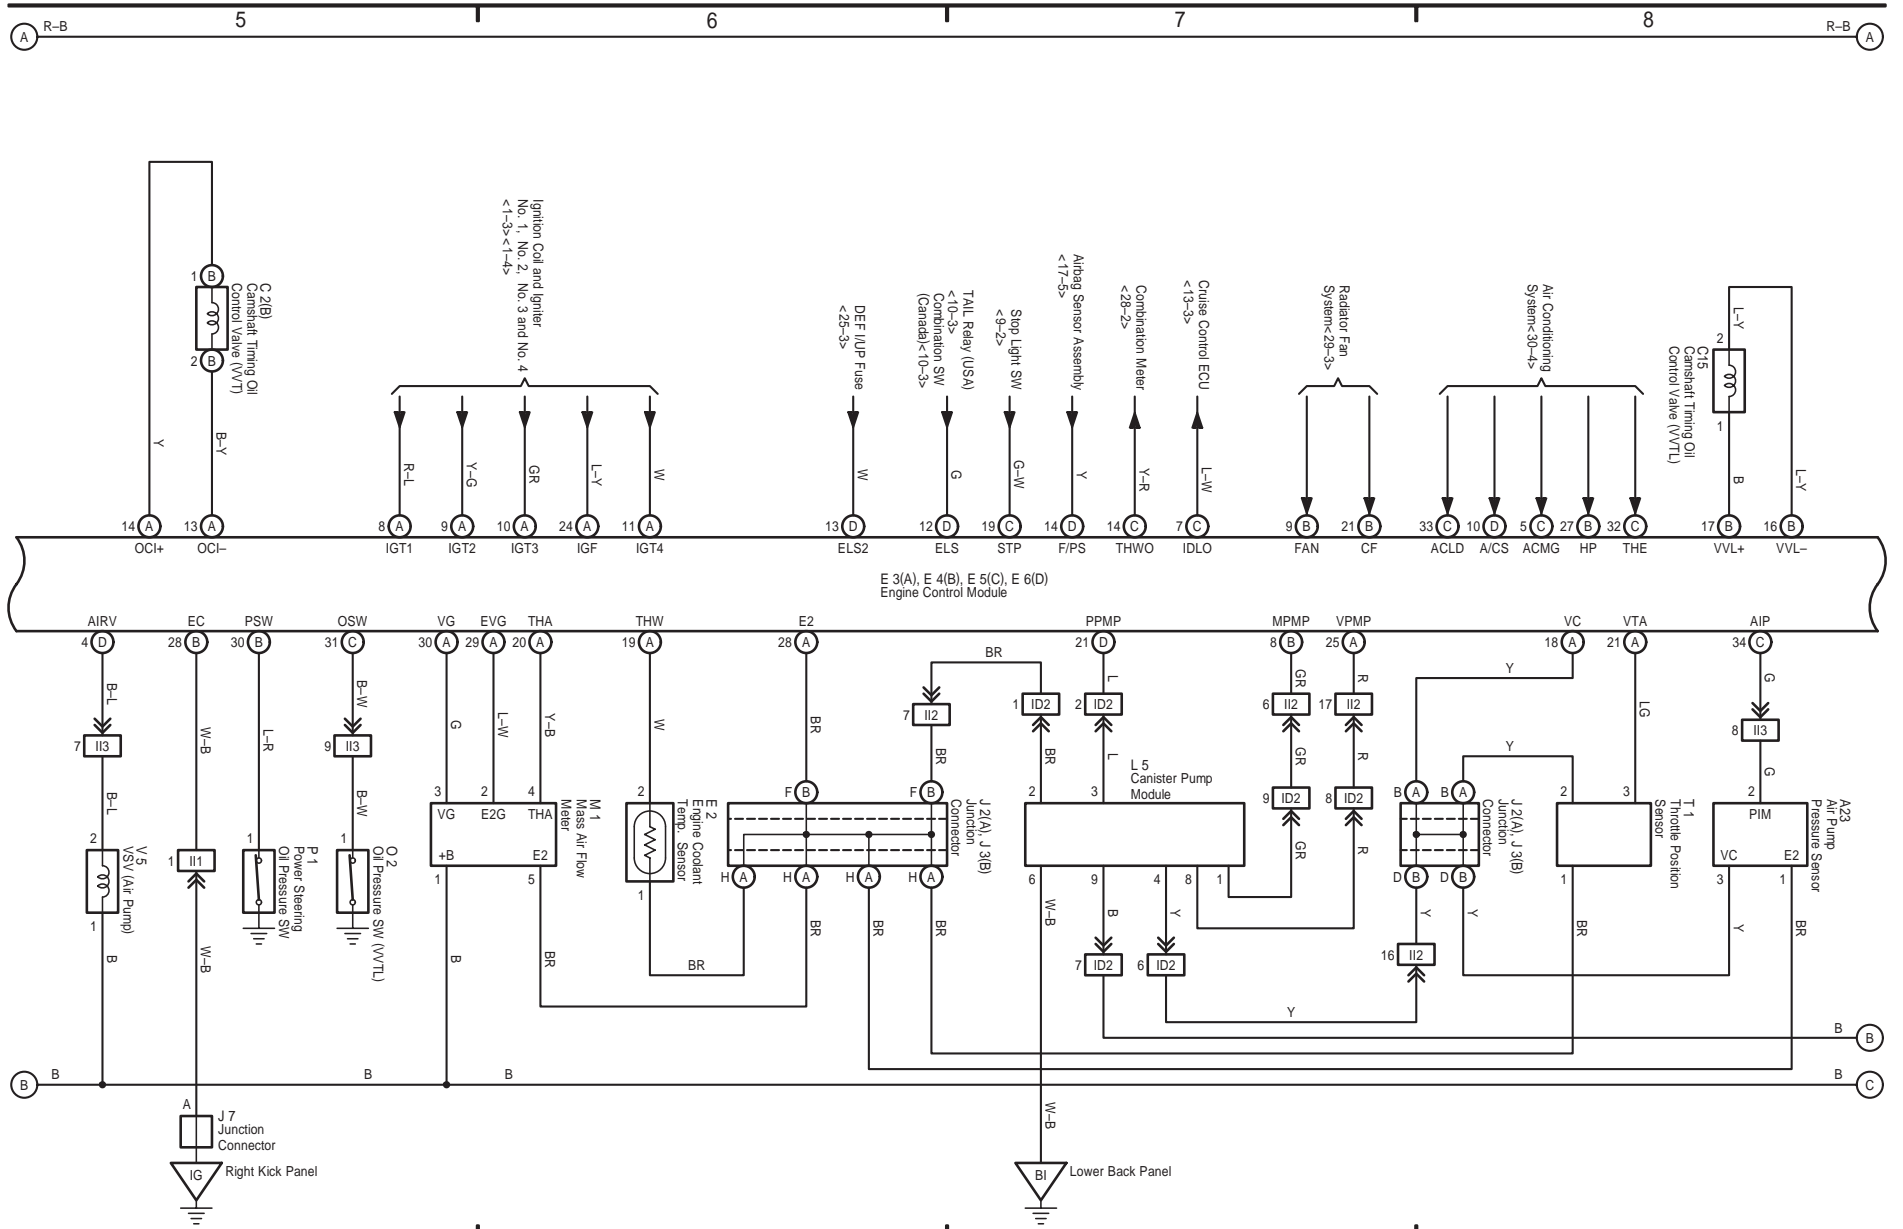 5 6 7 8
A R–B R–B A
Ignition Coil and Igniter
No. 1, No. 2, No. 3 and No. 4
<1–3><1–4>
C 2(B)
Camshaft Timing Oil
Control Valve (VVT)
1 B
2 B
DEF I/UP Fuse
<25–3>
TAIL Relay (USA)
<10–3>
Combination SW
(Canada)<10–3>
Stop Light SW
<9–2>
Airbag Sensor Assembly
<17–5>
Combination Meter
<28–2>
Cruise Control ECU
<13–3>
Radiator Fan
System<29–3>
Air Conditioning
System<30–4>
C15
Camshaft Timing Oil
Control Valve (VVTL)
L–Y
2
1
Y B–Y R–L Y–G GR L–Y W W G G–W Y Y–R L–W B L–Y
14 A 13 A 8 A 9 A 10 A 24 A 11 A 13 D 12 D 19 C 14 D 14 C 7 C 9 B 21 B 33 C 10 D 5 C 27 B 32 C 17 B 16 B
OCI+ OCI– IGT1 IGT2 IGT3 IGF IGT4 ELS2 ELS STP F/PS THWO IDLO FAN CF ACLD A/CS ACMG HP THE VVL+ VVL–
E 3(A), E 4(B), E 5(C), E 6(D)
Engine Control Module
AIRV EC PSW OSW VG EVG THA THW E2 PPMP MPMP VPMP VC VTA AIP
4 D 28 B 30 B 31 C 30 A 29 A 20 A 19 A 28 A 21 D 8 B 25 A 18 A 21 A 34 C
BR Y
B–L B–W L GR R G
1 ID2 2 ID2 6 II2 17 II2
7 II2
W–B L–R G L–W Y–B W BR LG
7 II3 9 II3 8 II3
BR BR L GR R Y G
B–L B–W
L 5
Canister Pump
Module
3 2 4 2 F B F B 2 3 9 ID2 8 ID2 B A B A 2 3 2
VG E2G THA
+B E2
M 1
Mass Air Flow
Meter
E 2
Engine Coolant
Temp. Sensor
J 2(A), J 3(B)
Junction
Connector
J 2(A), J 3(B)
Junction
Connector
T 1
Throttle Position
Sensor
PIM
VC E2
A23
Air Pump
Pressure Sensor
2 1 1
V 5
VSV (Air Pump)
1 II1
P 1
Power Steering
Oil Pressure SW
O 2
Oil Pressure SW (VVTL)
GR R
1 5 1 H A H A H A H A 6 9 4 8 1 D B D B 1 3 1
1
B W–B B BR BR BR BR BR W–B B Y Y Y BR Y BR
7 ID2 6 ID2 16 II2
Y
B B
B B B B B C
A
J 7
Junction
Connector
W–B
IG Right Kick Panel
BI Lower Back Panel